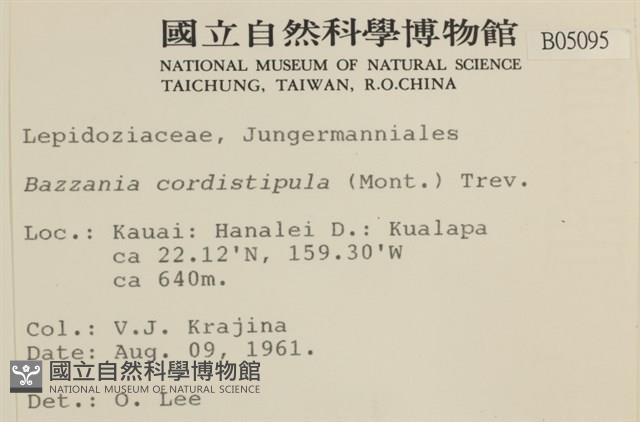 國立自然科學博物館
B05095
NATIONAL MUSEUM OF NATURAL SCIENCE
TAICHUNG, TAIWAN, R.O.CHINA
Lepidoziaceae, Jungermanniales
Bazzania cordistipula (Mont.) Trev.
Loc.: Kauai: Hanalei D.: Kualapa
ca 22.12'N, 159.30'W
ca 640m.
Col.: V.J. Krajina
Date: Aug. 09, 1961.
國立自然科學博物館
NATIONAL MUSEUM OF NATURAL SCIENCE
Det.: O. Lee